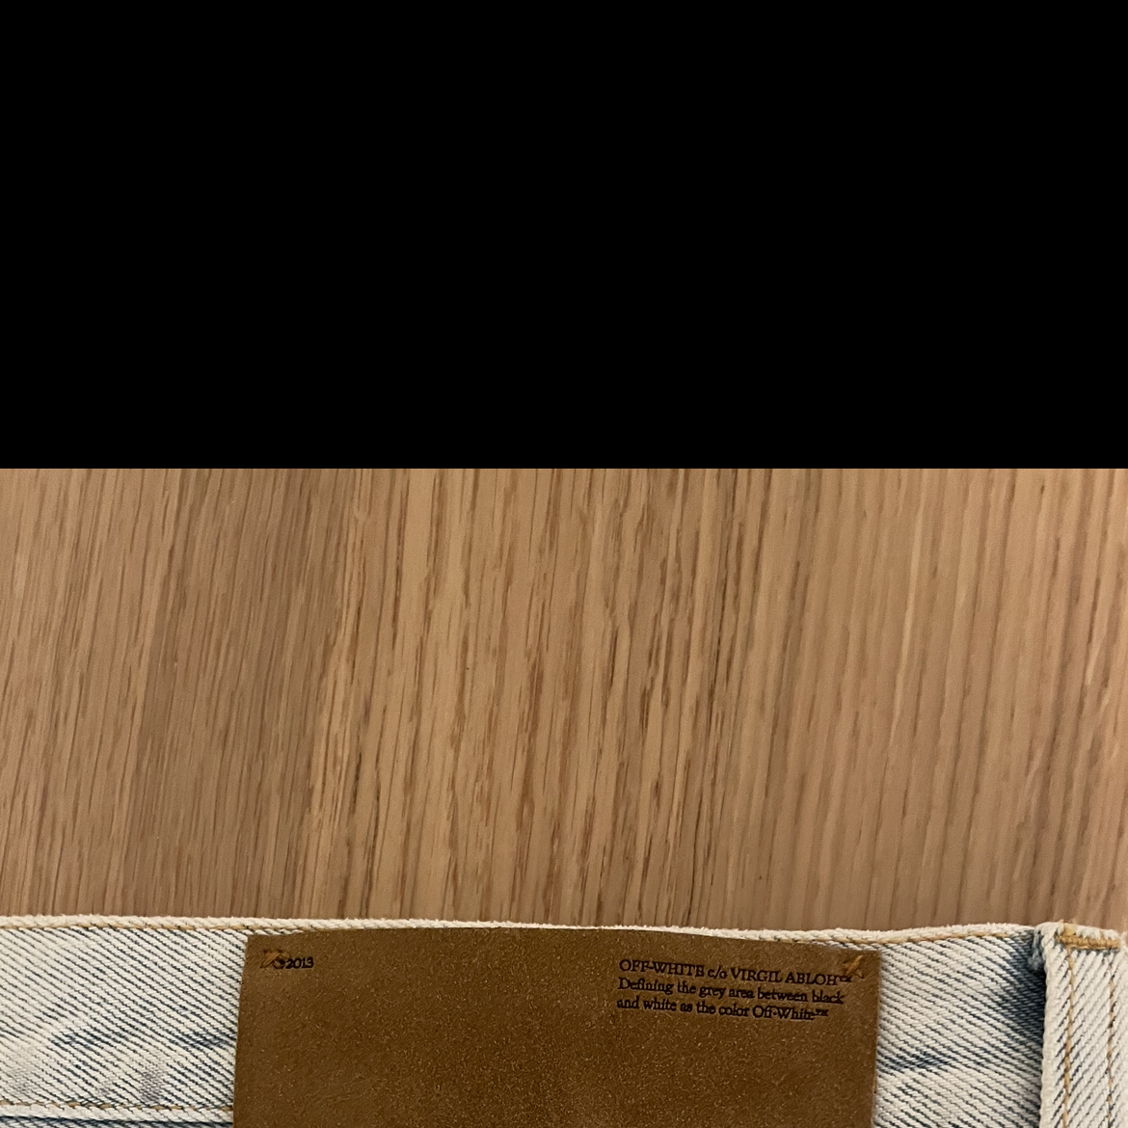 ©2013
OFF-WHITE c/o VIRGIL ABLOH™
Defining the grey area between black
and white as the color Off-White™